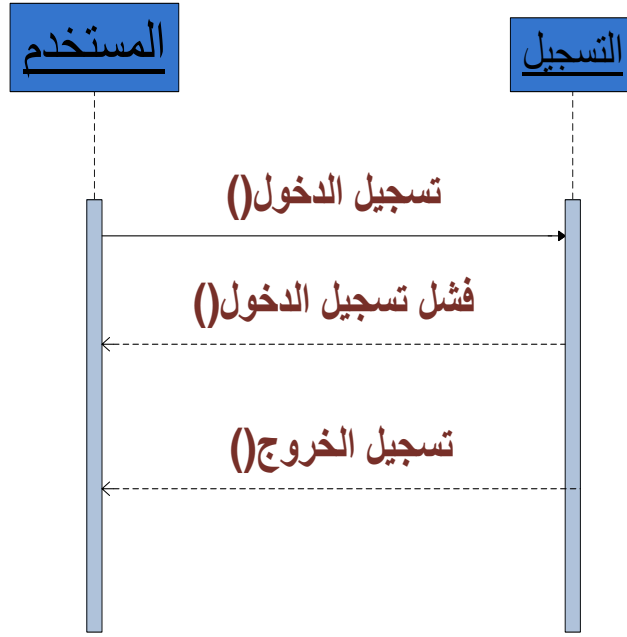 المستخدم
التسجيل
تسجيل الدخول()
فشل تسجيل الدخول()
تسجيل الخروج()